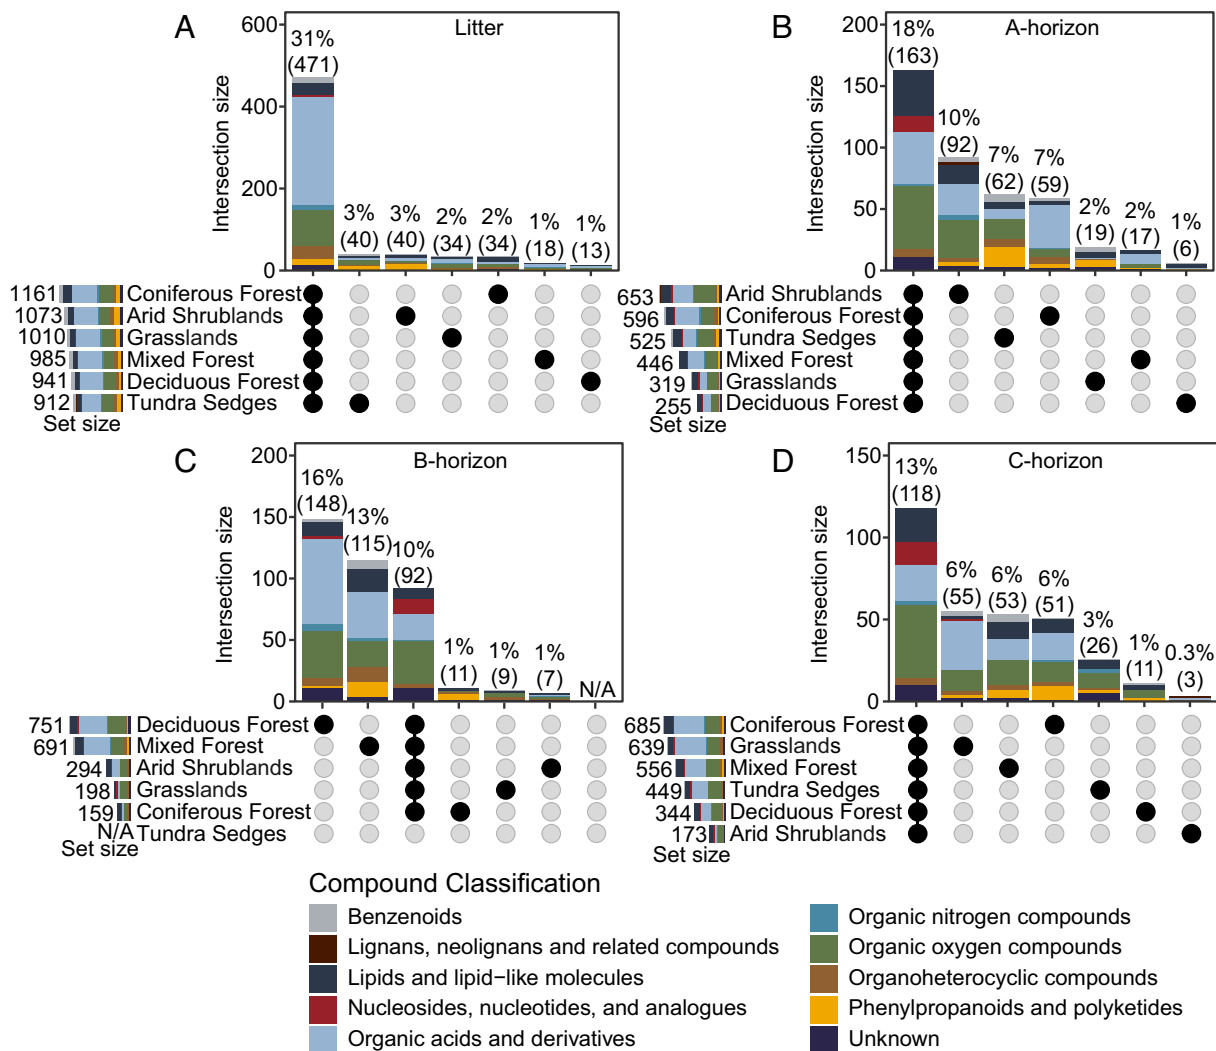 A
Litter
Intersection size
600
400
200
0
31%
(471)
3%
(40)
3%
(40)
2%
(34)
2%
(34)
1%
(18)
1%
(13)
1161 Coniferous Forest
1073 Arid Shrublands
1010 Grasslands
985 Mixed Forest
941 Deciduous Forest
912 Tundra Sedges
Set size
B
A-horizon
Intersection size
200
150
100
50
0
18%
(163)
10%
(92)
7%
(62)
7%
(59)
2%
(19)
2%
(17)
1%
(6)
653 Arid Shrublands
596 Coniferous Forest
525 Tundra Sedges
446 Mixed Forest
319 Grasslands
255 Deciduous Forest
Set size
C
B-horizon
Intersection size
200
150
100
50
0
16%
(148)
13%
(115)
10%
(92)
1%
(11)
1%
(9)
1%
(7)
N/A
751 Deciduous Forest
691 Mixed Forest
294 Arid Shrublands
198 Grasslands
159 Coniferous Forest
N/A Tundra Sedges
Set size
D
C-horizon
Intersection size
150
100
50
0
13%
(118)
6%
(55)
6%
(53)
6%
(51)
3%
(26)
1%
(11)
0.3%
(3)
685 Coniferous Forest
639 Grasslands
556 Mixed Forest
449 Tundra Sedges
344 Deciduous Forest
173 Arid Shrublands
Set size
Compound Classification
Benzenoids
Lignans, neolignans and related compounds
Lipids and lipid−like molecules
Nucleosides, nucleotides, and analogues
Organic acids and derivatives
Organic nitrogen compounds
Organic oxygen compounds
Organoheterocyclic compounds
Phenylpropanoids and polyketides
Unknown